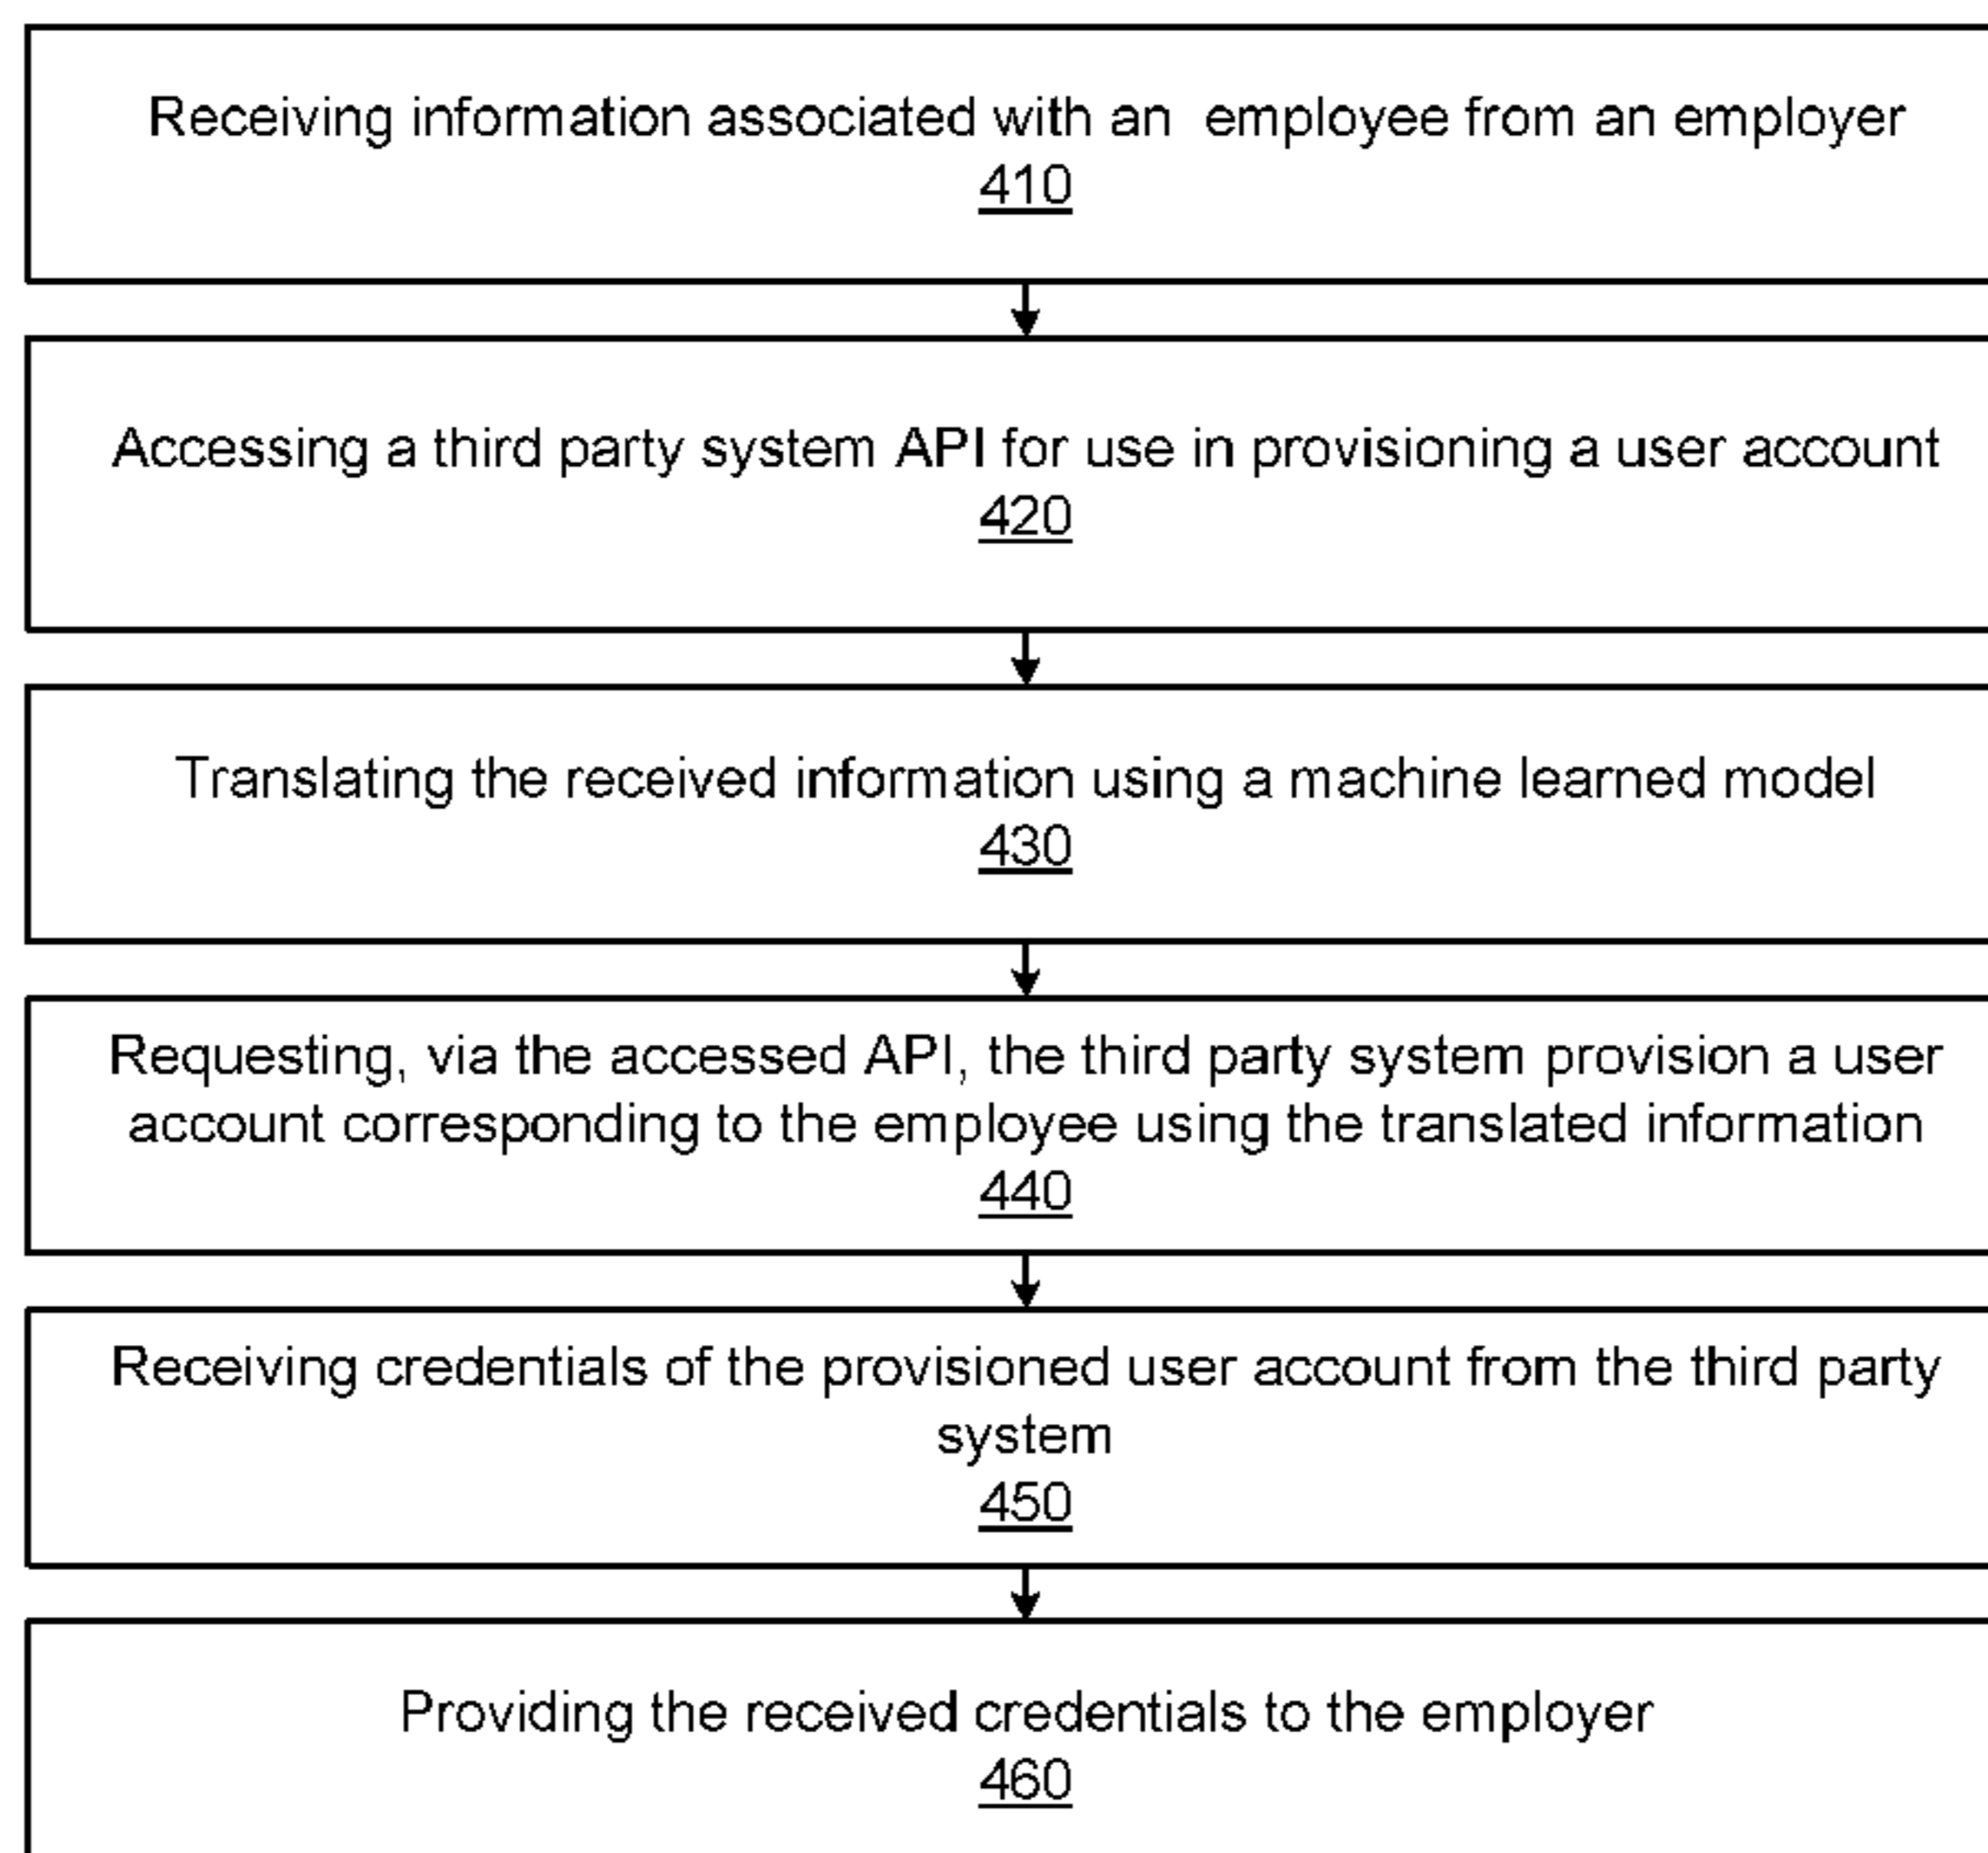 Receiving information associated with an employee from an employer
410
Accessing a third party system API for use in provisioning a user account
420
Translating the received information using a machine learned model
430
Requesting, via the accessed API, the third party system provision a user
account corresponding to the employee using the translated information
440
Receiving credentials of the provisioned user account from the third party
system
450
Providing the received credentials to the employer
460